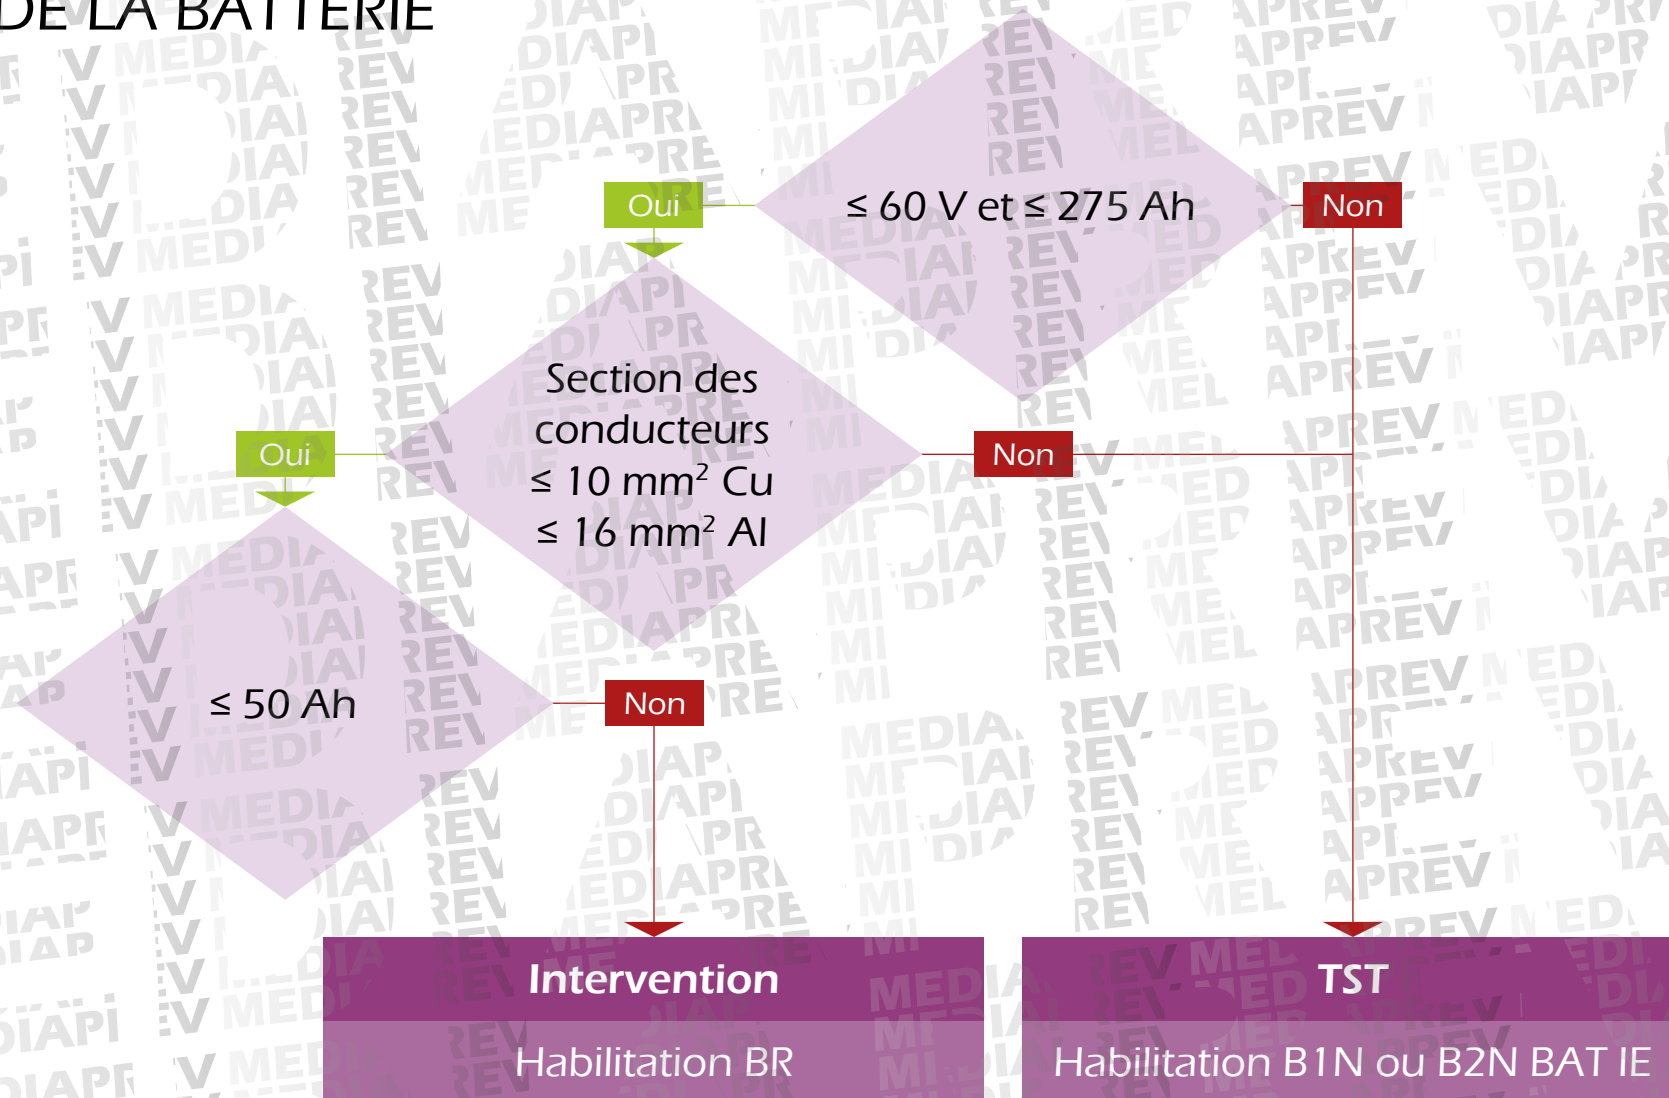 DE LA BATTERIE
≤ 60 V et ≤ 275 Ah
Oui
Non
Section des
conducteurs
≤ 10 mm² Cu
≤ 16 mm² Al
Oui
Non
≤ 50 Ah
Non
Intervention
Habilitation BR
TST
Habilitation B1N ou B2N BAT IE